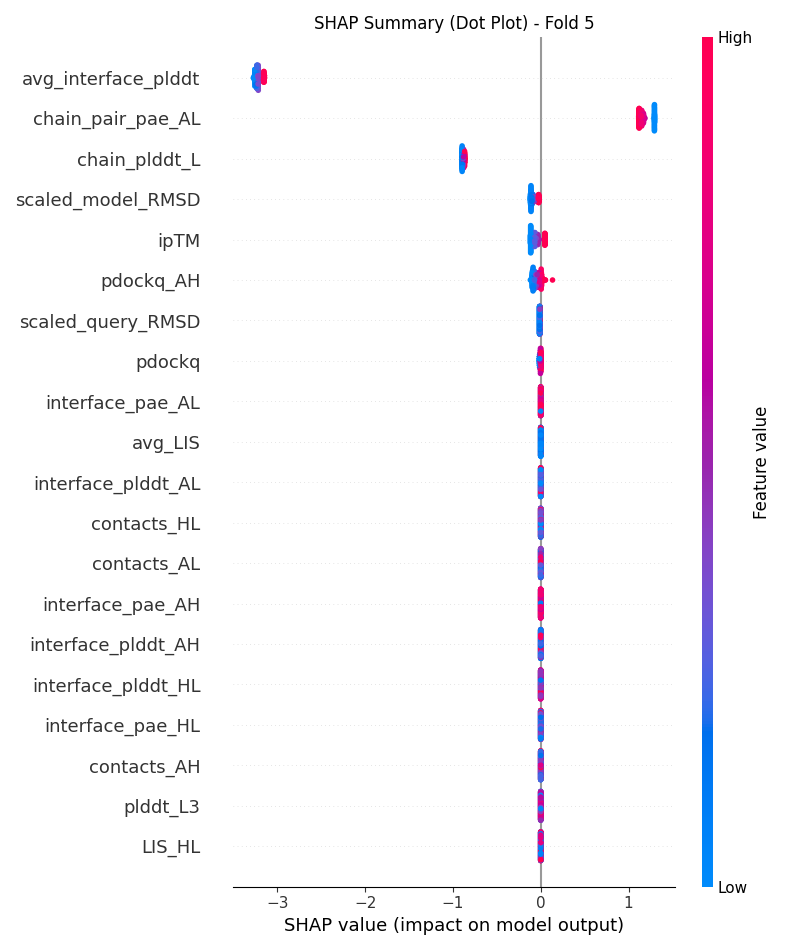 SHAP Summary (Dot Plot) - Fold 5
High
avg_interface_plddt
chain_pair_pae_AL
chain_plddt_L
scaled_model_RMSD
ipTM
pdockq_AH
scaled_query_RMSD
pdockq
interface_pae_AL
avg_LIS
interface_plddt_AL
contacts_HL
contacts_AL
interface_pae_AH
interface_plddt_AH
interface_plddt_HL
interface_pae_HL
contacts_AH
plddt_L3
LIS_HL
Feature value
Low
−3 −2 −1 0 1
SHAP value (impact on model output)